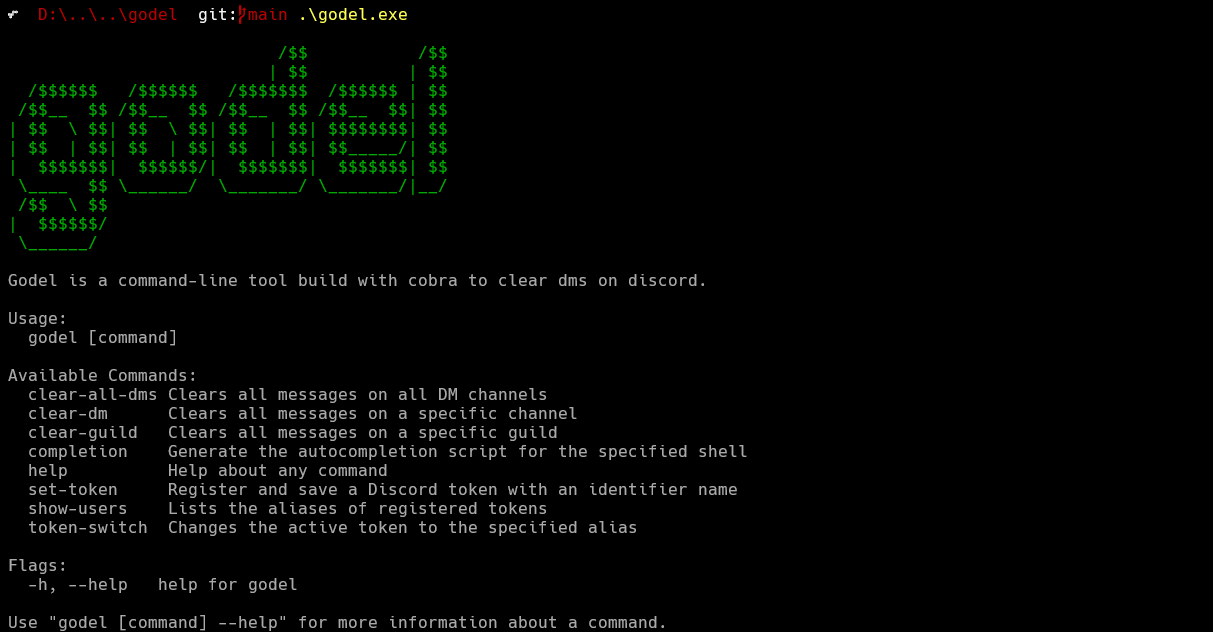 D:\..\..\godel git: main .\godel.exe
                           /$$           /$$
                          | $$          | $$
  /$$$$$$   /$$$$$$   /$$$$$$$  /$$$$$$ | $$
 /$$__  $$ /$$__  $$ /$$__  $$ /$$__  $$| $$
| $$  \ $$| $$  \ $$| $$  | $$| $$$$$$$$| $$
| $$  | $$| $$  | $$| $$  | $$| $$_____/| $$
|  $$$$$$$|  $$$$$$/|  $$$$$$$|  $$$$$$$| $$
 \____  $$ \______/  \_______/ \_______/|__/
 /$$  \ $$
|  $$$$$$/
 \______/
Godel is a command-line tool build with cobra to clear dms on discord.
Usage:
  godel [command]
Available Commands:
  clear-all-dms Clears all messages on all DM channels
  clear-dm      Clears all messages on a specific channel
  clear-guild   Clears all messages on a specific guild
  completion    Generate the autocompletion script for the specified shell
  help          Help about any command
  set-token     Register and save a Discord token with an identifier name
  show-users    Lists the aliases of registered tokens
  token-switch  Changes the active token to the specified alias
Flags:
  -h, --help   help for godel
Use "godel [command] --help" for more information about a command.